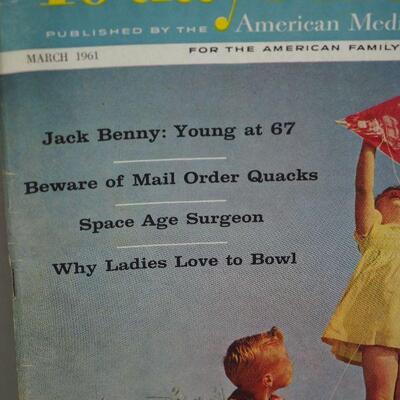 PUBLISHED BY THE American Medi
MARCH 1961
FOR THE AMERICAN FAMILY
Jack Benny: Young at 67
Beware of Mail Order Quacks
Space Age Surgeon
Why Ladies Love to Bowl